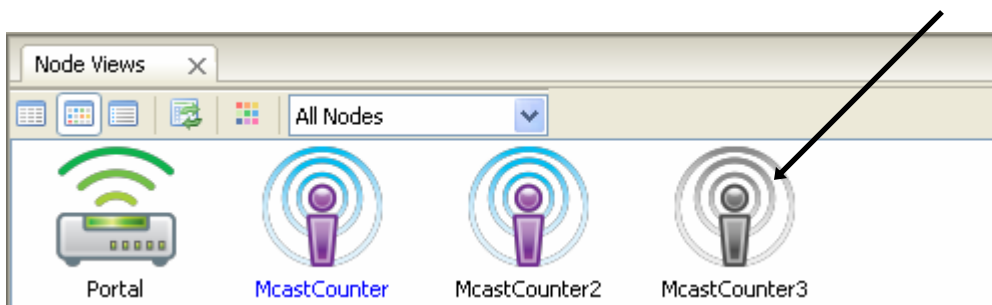 Node Views
All Nodes
Portal
McastCounter
McastCounter2
McastCounter3